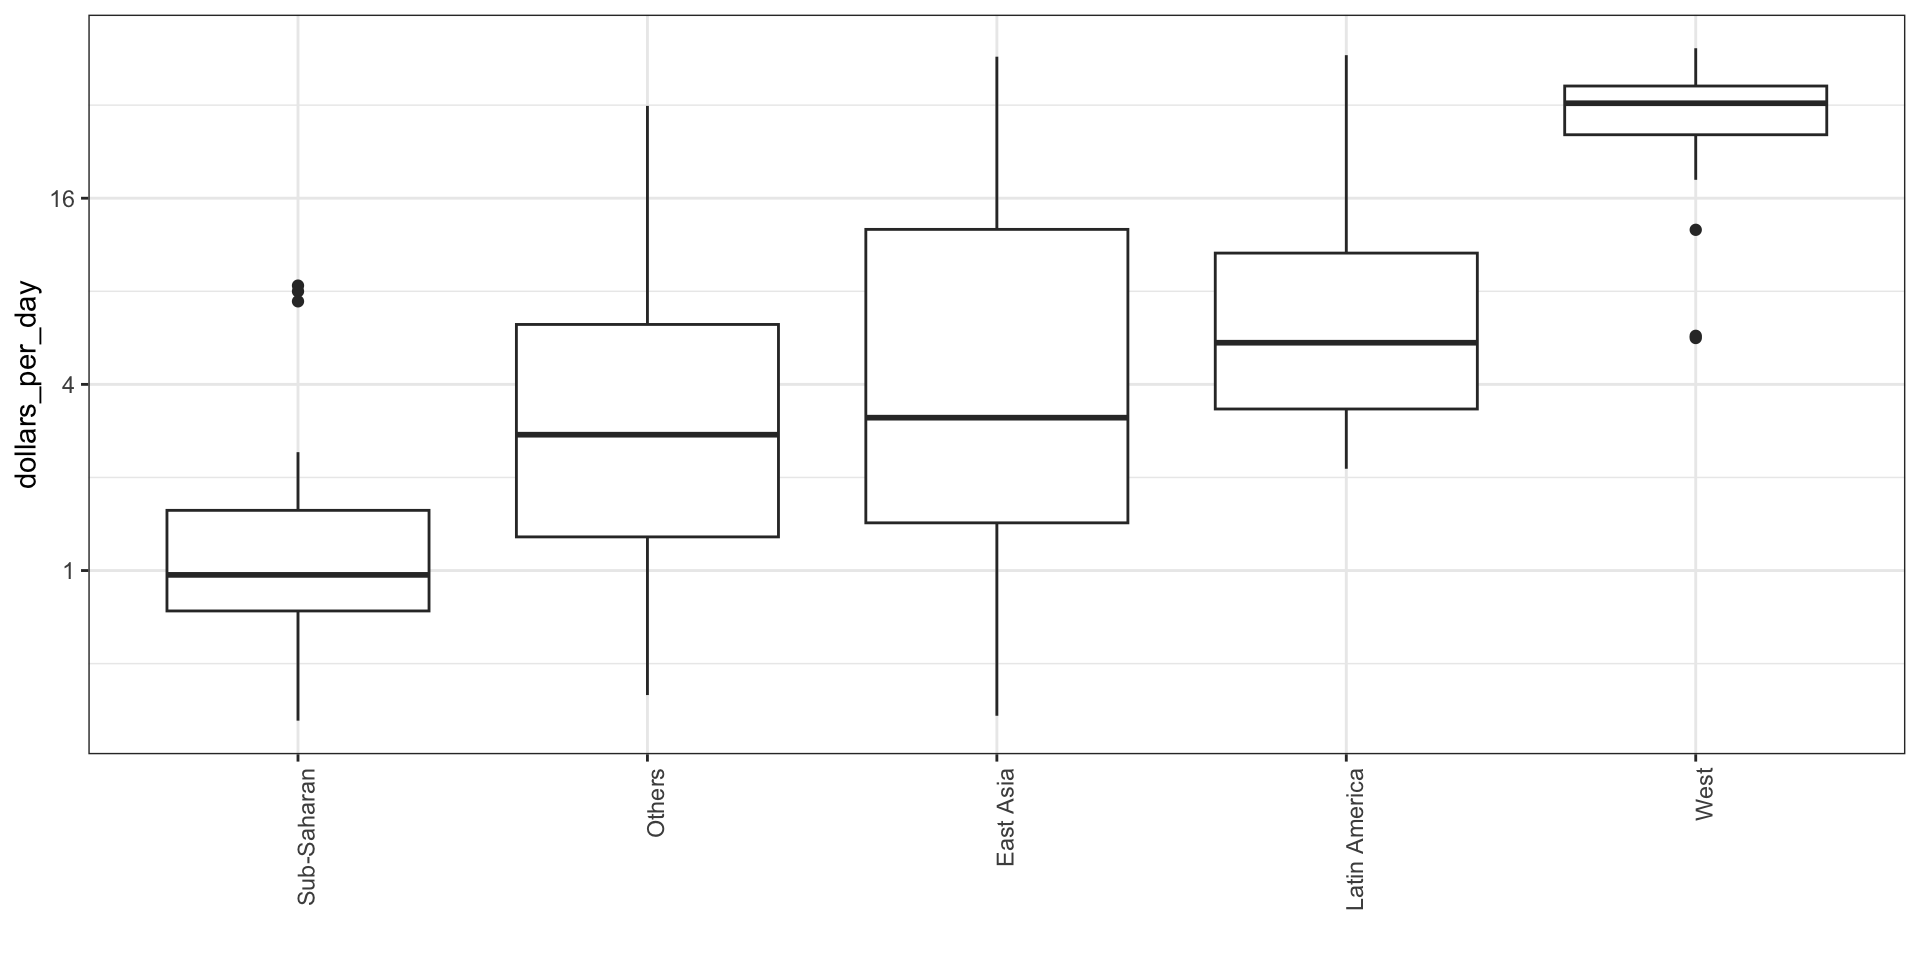 dollars_per_day
16
4
1
Sub-Saharan
Others
East Asia
Latin America
West